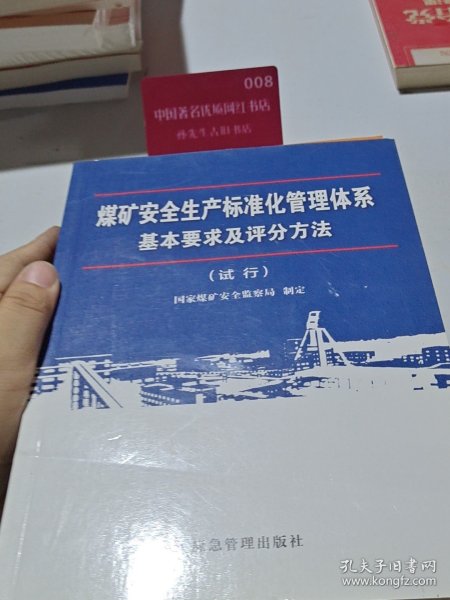 008
中国著名优质网红书店
孙先生古旧书店
煤矿安全生产标准化管理体系
基本要求及评分方法
(试行)
国家煤矿安全监察局 制定
应急管理出版社
孔夫子旧书网
www.kongfz.com